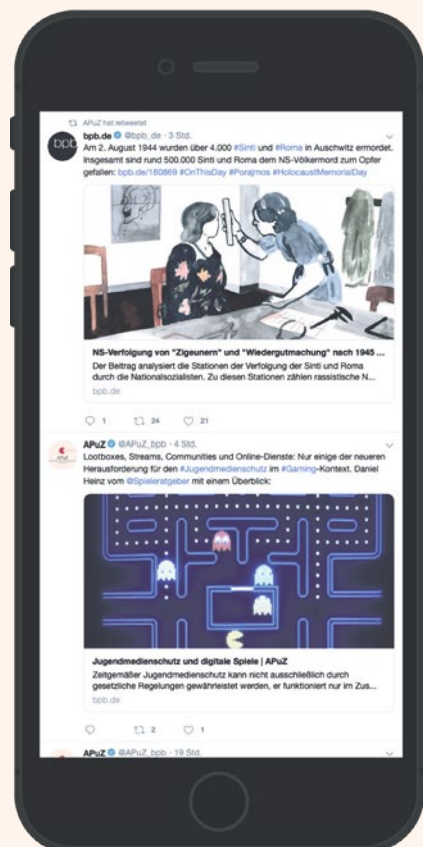 APuZ hat retweetet
bpb.de @bpb_de · 3 Std.
Am 2. August 1944 wurden über 4.000 #Sinti und #Roma in Auschwitz ermordet.
Insgesamt sind rund 500.000 Sinti und Roma dem NS-Völkermord zum Opfer
gefallen: bpb.de/180869 #OnThisDay #Porajmos #HolocaustMemorialDay
bpb
NS-Verfolgung von "Zigeunern" und "Wiedergutmachung" nach 1945 ...
Der Beitrag analysiert die Stationen der Verfolgung der Sinti und Roma
durch die Nationalsozialisten. Zu diesen Stationen zählen rassistische N...
bpb.de
1 24 21
APuZ @APuZ_bpb · 4 Std.
Lootboxes, Streams, Communities und Online-Dienste: Nur einige der neueren
Herausforderung für den #Jugendmedienschutz im #Gaming-Kontext. Daniel
Heinz vom @Spieleratgeber mit einem Überblick:
APuZ
Jugendmedienschutz und digitale Spiele | APuZ
Zeitgemäßer Jugendmedienschutz kann nicht ausschließlich durch
gesetzliche Regelungen gewährleistet werden, er funktioniert nur im Zus...
bpb.de
2 1
APuZ @APuZ_bpb · 19 Std.